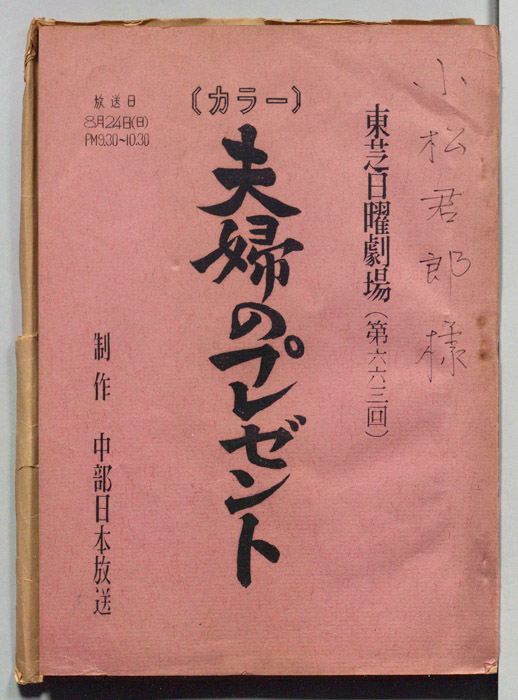 小松君郎様
東芝日曜劇場(第六六三回)
(カラー)
夫婦のプレゼント
放送日
8月24日(日)
PM9.30~10.30
制作 中部日本放送